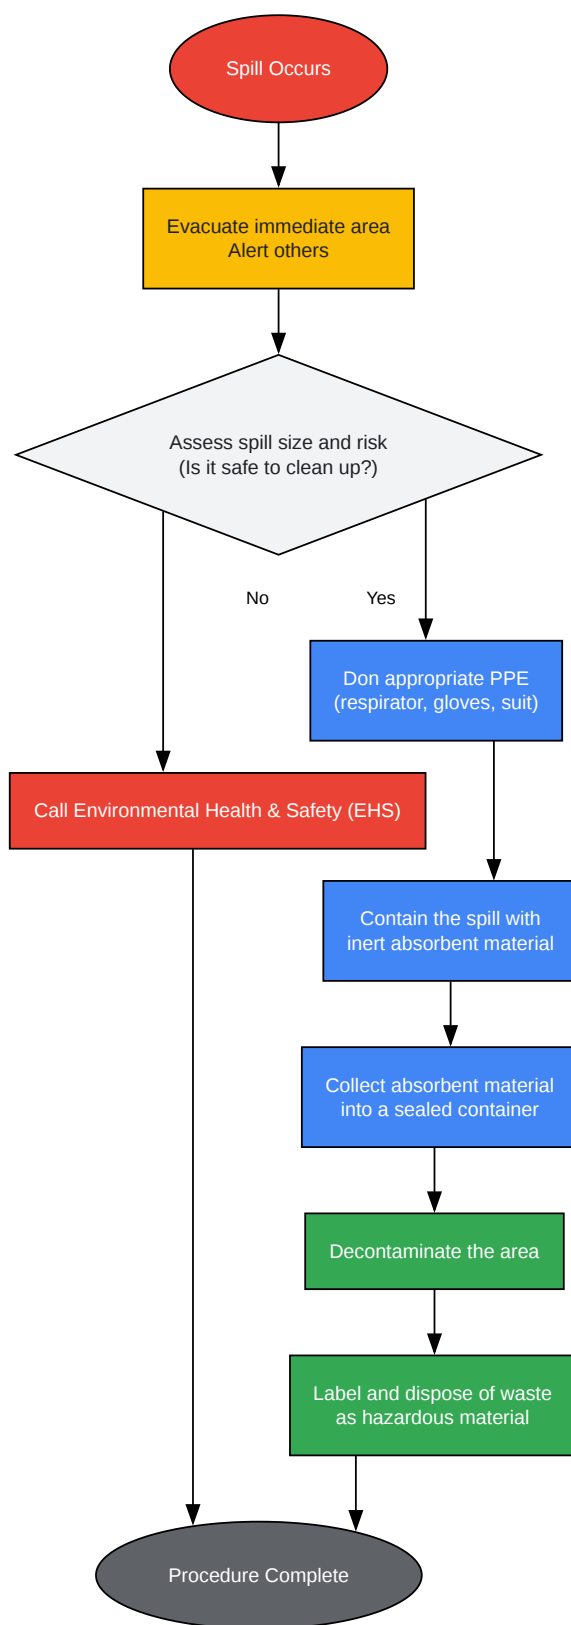 Spill Occurs
Evacuate immediate area
Alert others
Assess spill size and risk
(Is it safe to clean up?)
No
Yes
Don appropriate PPE
(respirator, gloves, suit)
Call Environmental Health & Safety (EHS)
Contain the spill with
inert absorbent material
Collect absorbent material
into a sealed container
Decontaminate the area
Label and dispose of waste
as hazardous material
Procedure Complete